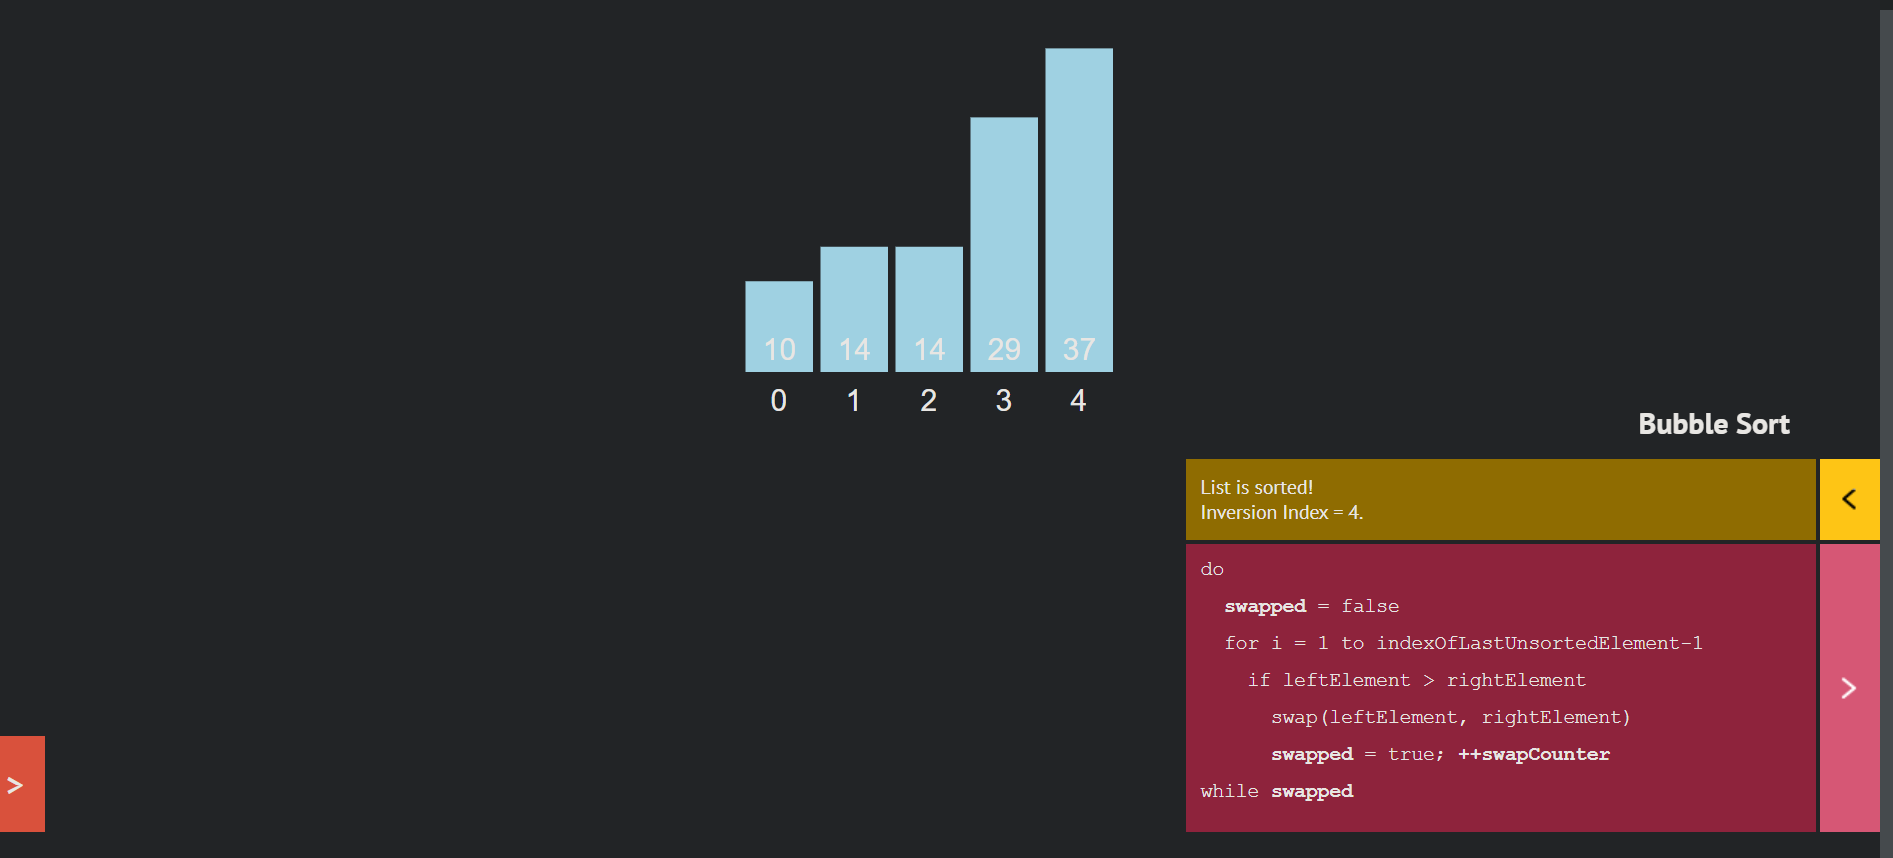 10 14 14 29 37
0 1 2 3 4
Bubble Sort
List is sorted!
Inversion Index = 4.
<
do
swapped = false
for i = 1 to indexOfLastUnsortedElement-1
if leftElement > rightElement
swap(leftElement, rightElement)
swapped = true; ++swapCounter
while swapped
>
>